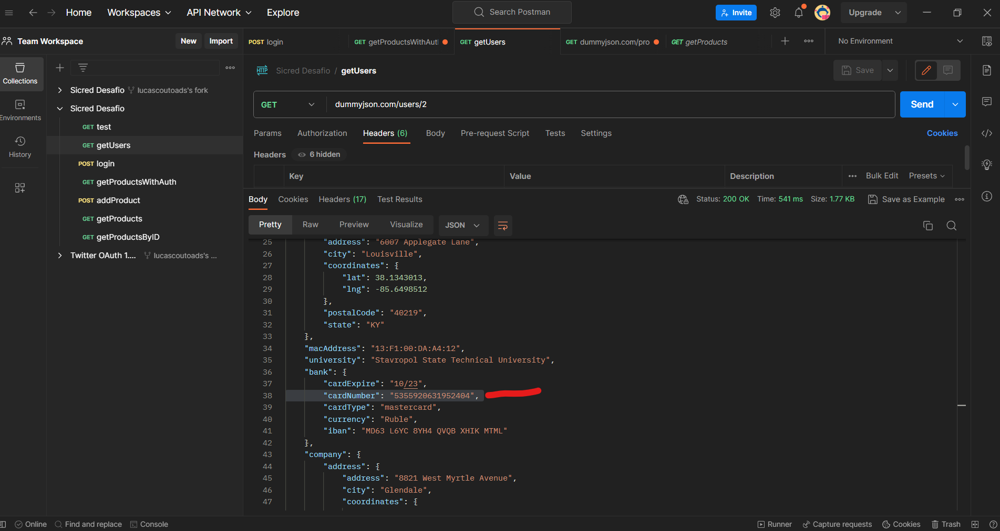 Home Workspaces API Network Explore Search Postman Invite Upgrade
Team Workspace New Import POST login GET getProductsWithAut GET getUsers GET dummyjson.com/pro GET getProducts No Environment
Collections
Environments
History
Sicred Desafio lucascoutoads's fork
Sicred Desafio
GET test
GET getUsers
POST login
GET getProductsWithAuth
POST addProduct
GET getProducts
GET getProductsByID
Twitter OAuth 1.... lucascoutoads's ...
HTTP Sicred Desafio / getUsers Save
GET dummyjson.com/users/2 Send
Params Authorization Headers (6) Body Pre-request Script Tests Settings Cookies
Headers 6 hidden
Key Value Description Bulk Edit Presets
Body Cookies Headers (17) Test Results Status: 200 OK Time: 541 ms Size: 1.77 KB Save as Example
Pretty Raw Preview Visualize JSON
25 "address": "6007 Applegate Lane",
26 "city": "Louisville",
27 "coordinates": {
28 "lat": 38.1343013,
29 "lng": -85.6498512
30 },
31 "postalCode": "40219",
32 "state": "KY"
33 },
34 "macAddress": "13:F1:00:DA:A4:12",
35 "university": "Stavropol State Technical University",
36 "bank": {
37 "cardExpire": "10/23",
38 "cardNumber": "5355920631952404",
39 "cardType": "mastercard",
40 "currency": "Ruble",
41 "iban": "MD63 L6YC 8YH4 QVQB XHIK MTML"
42 },
43 "company": {
44 "address": {
45 "address": "8821 West Myrtle Avenue",
46 "city": "Glendale",
47 "coordinates": {
Online Find and replace Console Runner Capture requests Cookies Trash